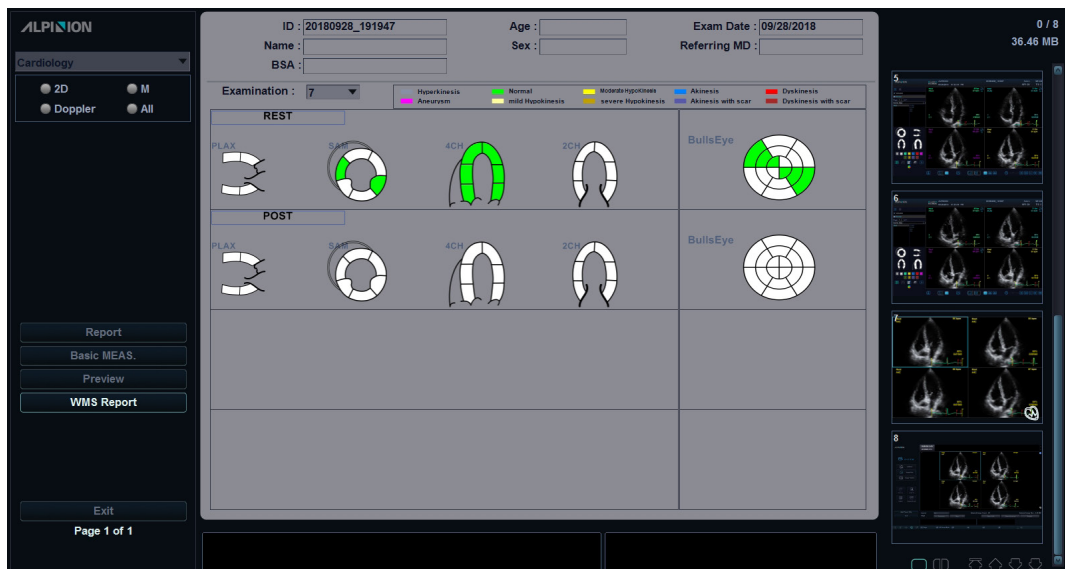 ALPINION
Cardiology
2D
M
Doppler
All
Report
Basic MEAS.
Preview
WMS Report
Exit
Page 1 of 1
ID : 20180928_191947
Age :
Exam Date : 09/28/2018
Name :
Sex :
Referring MD :
BSA :
Examination : 7
Hyperkinesis
Normal
Moderate HypoKinesis
Akinesis
Dyskinesis
Aneurysm
mild Hypokinesis
severe Hypokinesis
Akinesis with scar
Dyskinesis with scar
REST
PLAX
SAM
4CH
2CH
BullsEye
POST
PLAX
SAM
4CH
2CH
BullsEye
0 / 8
36.46 MB
5
6
7
8